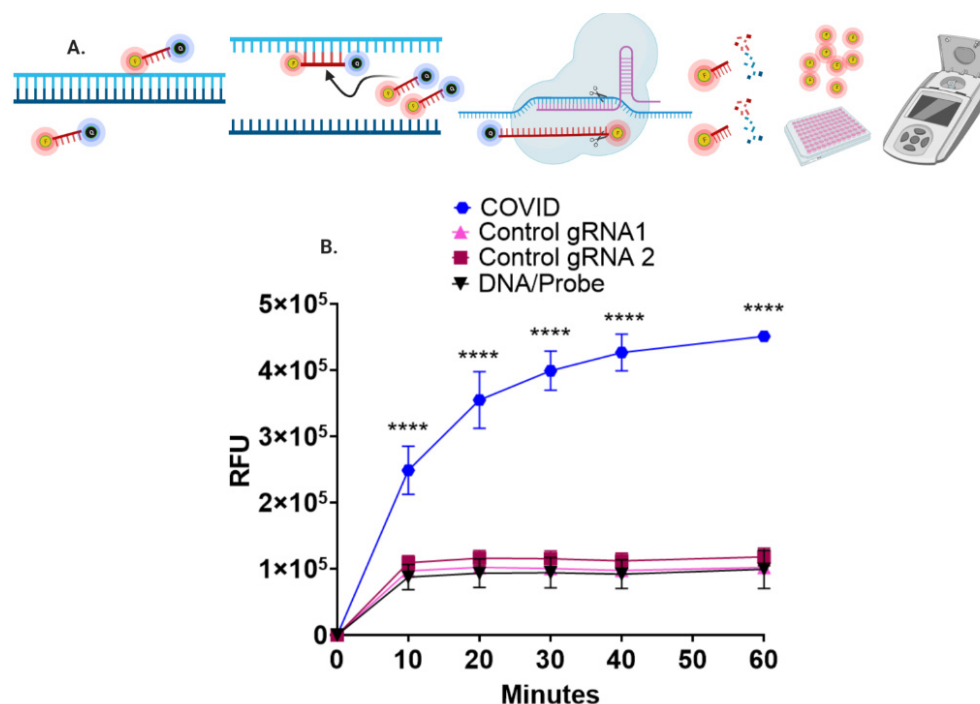 A.
F Q
F Q
F Q
F Q
F Q
Q F
F
F
F F F F F F F F
B.
COVID
Control gRNA1
Control gRNA 2
DNA/Probe
5×10⁵
4×10⁵
3×10⁵
2×10⁵
1×10⁵
0
RFU
**** **** **** **** ****
0 10 20 30 40 50 60
Minutes